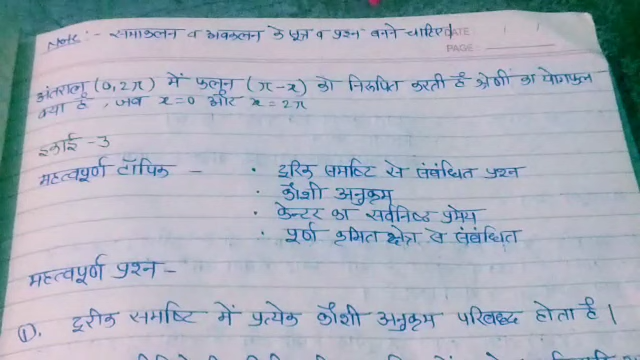 Note:- समाकलन व अवकलन के सूत्र व प्रश्न बनने चाहिए।
DATE
PAGE:
अंतराल (0, 2π) में फलन (π-x) को निरूपित करती है श्रेणी का योगफल
क्या है, जब x=0 और x=2π
इकाई -3
महत्वपूर्ण टॉपिक - • दूरीक समष्टि से संबंधित प्रश्न
• कौशी अनुक्रम
• केन्टर का सर्वनिष्ठ प्रमेय
• पूर्ण क्रमित क्षेत्र से संबंधित
महत्वपूर्ण प्रश्न -
①. दूरीक समष्टि में प्रत्येक कौशी अनुक्रम परिबद्ध होता है।